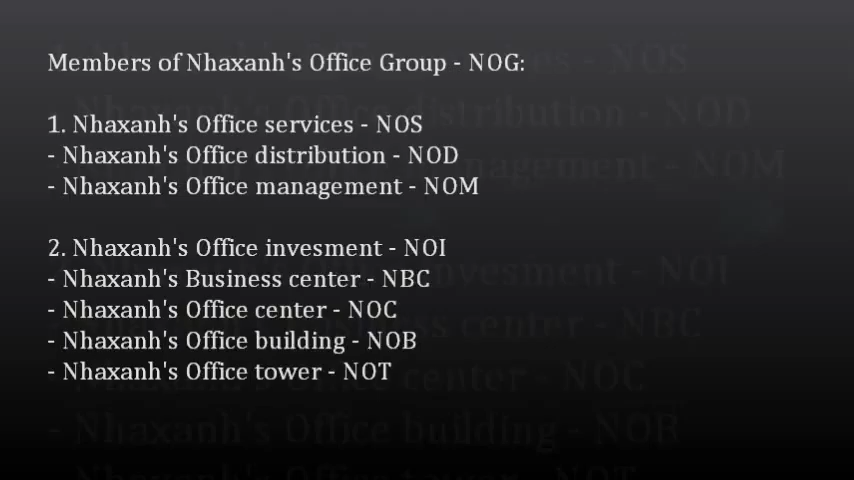 Members of Nhaxanh's Office Group - NOG:
1. Nhaxanh's Office services - NOS
- Nhaxanh's Office distribution - NOD
- Nhaxanh's Office management - NOM
2. Nhaxanh's Office invesment - NOI
- Nhaxanh's Business center - NBC
- Nhaxanh's Office center - NOC
- Nhaxanh's Office building - NOB
- Nhaxanh's Office tower - NOT